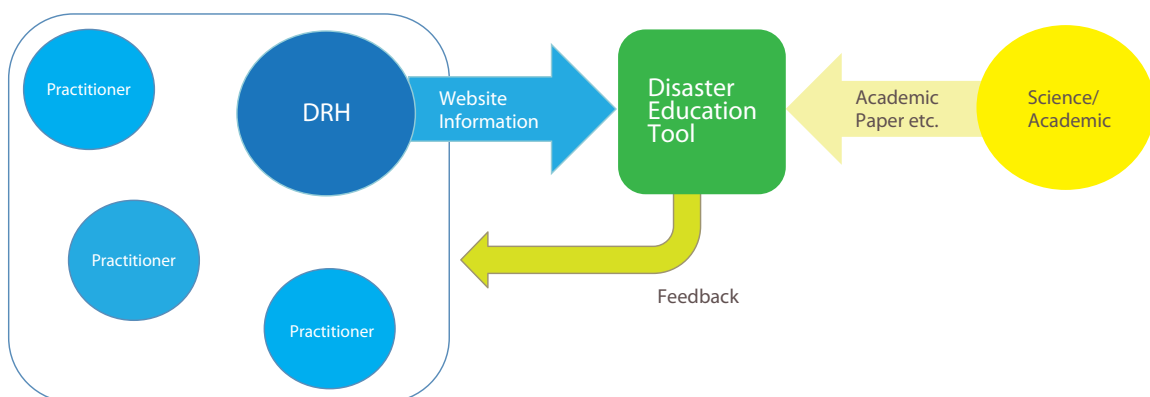 Practitioner
DRH
Website
Information
Disaster
Education
Tool
Academic
Paper etc.
Science/
Academic
Practitioner
Feedback
Practitioner